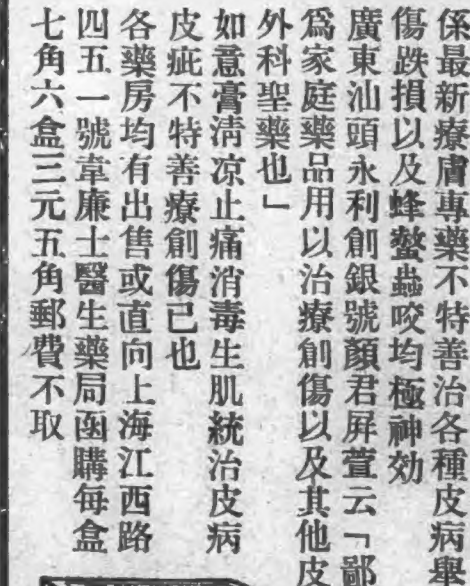 係最新療膚專藥不特善治各種皮病舉
傷跌損以及蜂螫蟲咬均極神効
廣東汕頭永利創銀號顏君屏萱云「鄙
爲家庭藥品用以治療創傷以及其他皮
外科聖藥也」
如意膏淸凉止痛消毒生肌統治皮病
皮疵不特善療創傷已也
各藥房均有出售或直向上海江西路
四五一號韋廉士醫生藥局函購每盒
七角六盒三元五角郵費不取